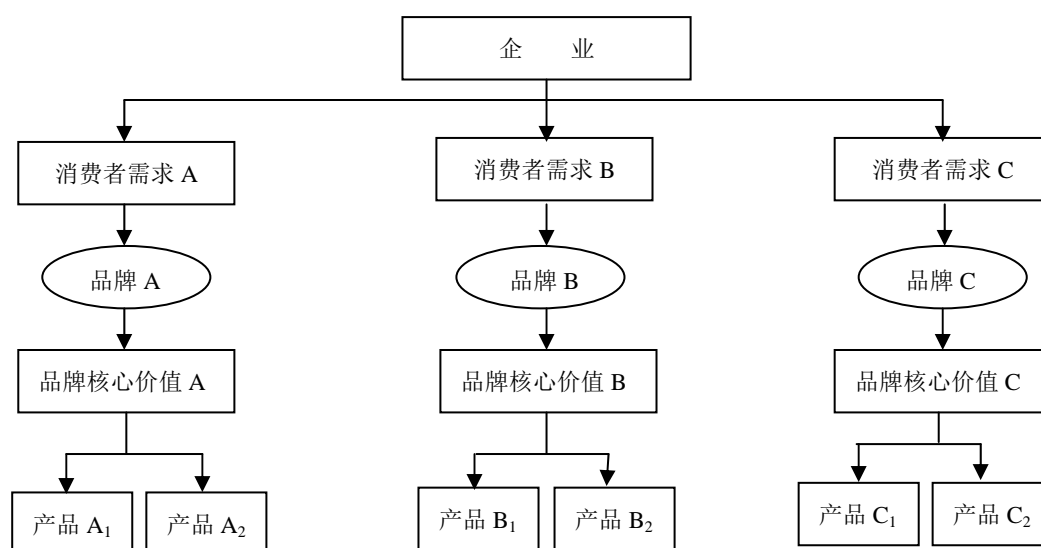 企 业
消费者需求 A
消费者需求 B
消费者需求 C
品牌 A
品牌 B
品牌 C
品牌核心价值 A
品牌核心价值 B
品牌核心价值 C
产品 A₁
产品 A₂
产品 B₁
产品 B₂
产品 C₁
产品 C₂